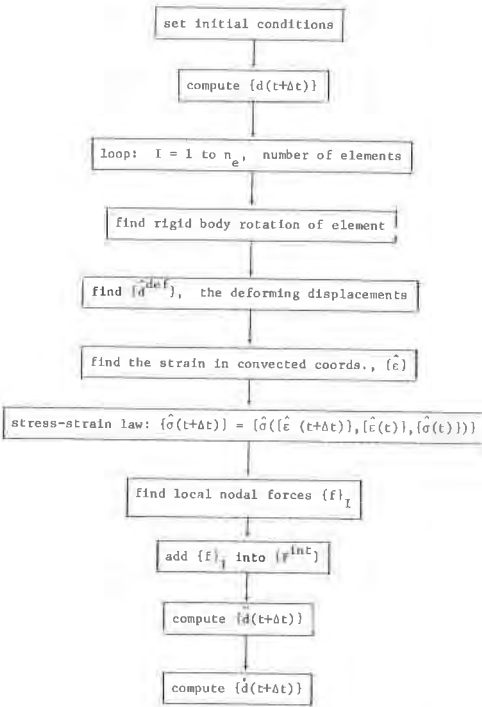 set initial conditions
compute {d(t+Δt)}
loop: I = 1 to n_e, number of elements
find rigid body rotation of element
find {d̂^def}, the deforming displacements
find the strain in convected coords., {ε̂}
stress-strain law: {σ̂(t+Δt)} = {σ̂({ε̂ (t+Δt)},{ε̂(t)},{σ̂(t)})}
find local nodal forces {f}_I
add {f}_I into {F^int}
compute {d̈(t+Δt)}
compute {ḋ(t+Δt)}